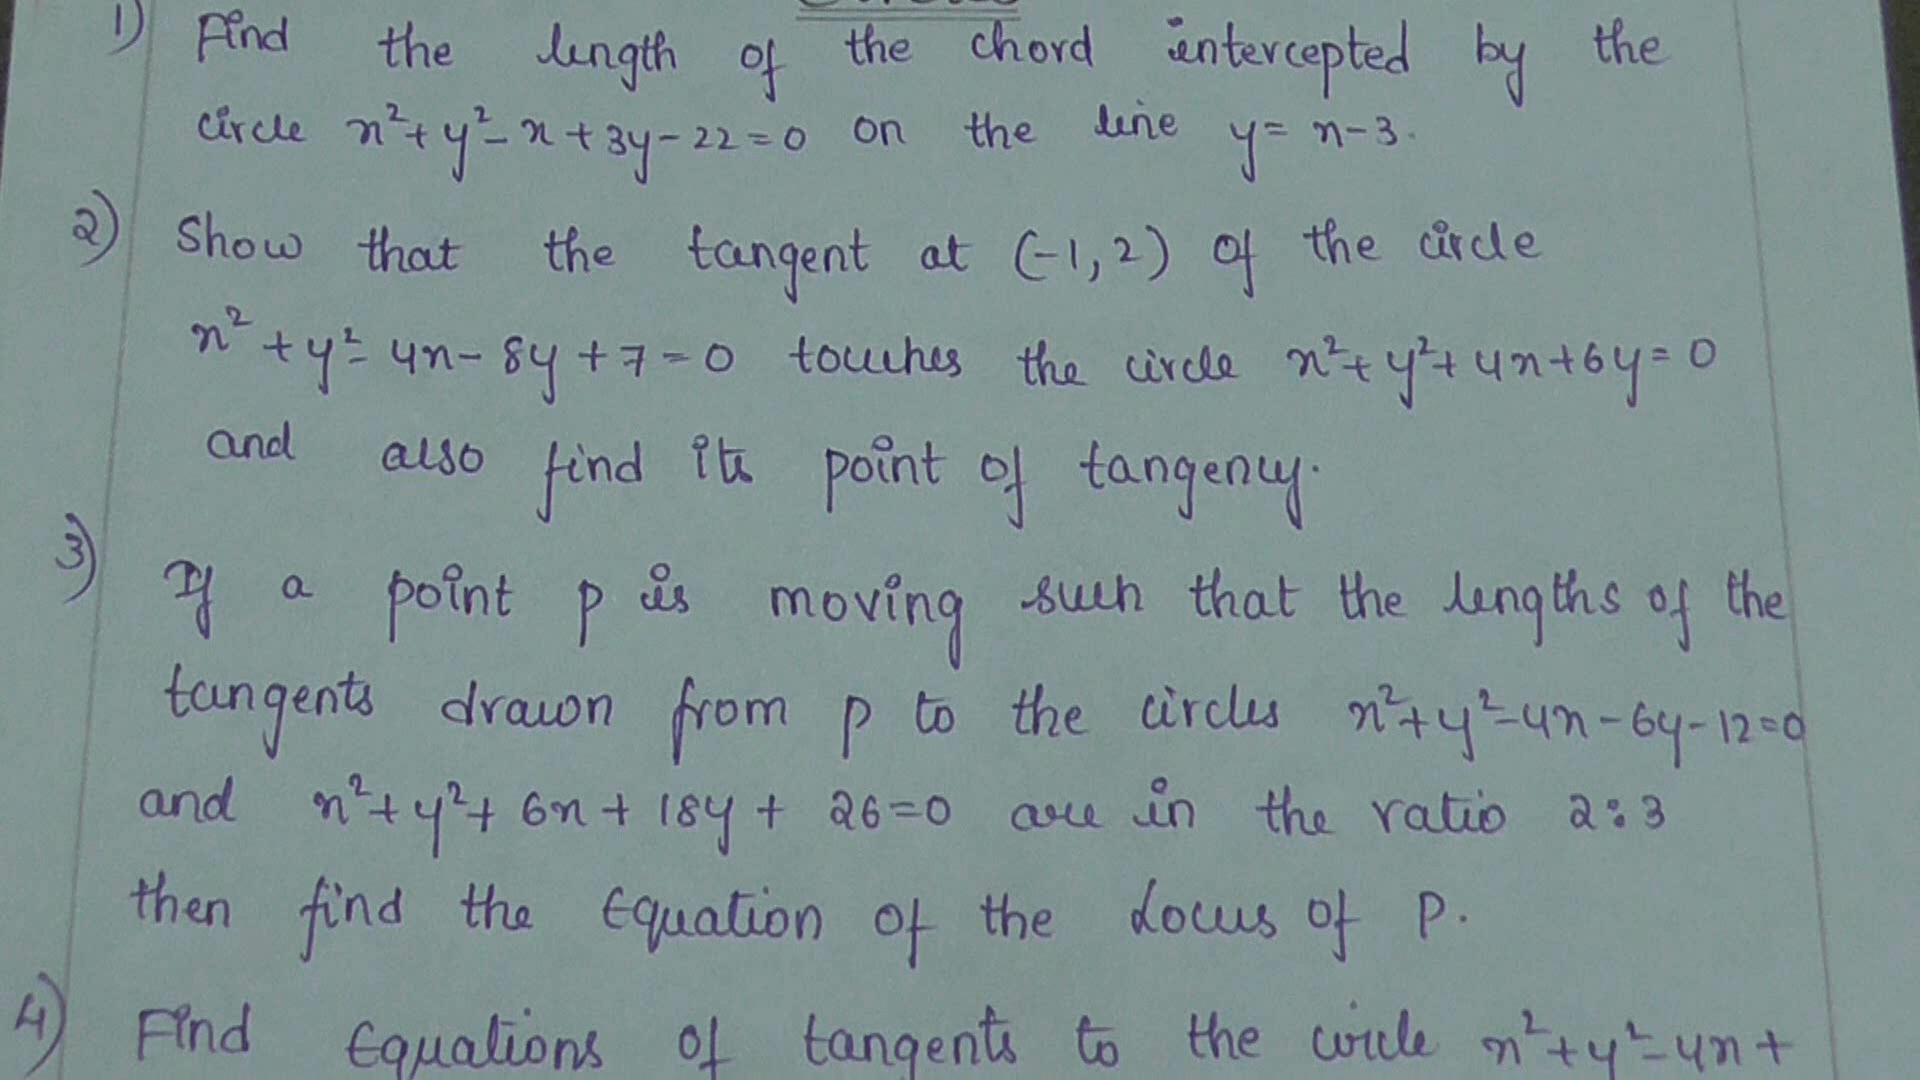 1) Find the length of the chord intercepted by the
circle x²+y²-x+3y-22=0 on the line y=x-3.
2) Show that the tangent at (-1,2) of the circle
x²+y²-4x-8y+7=0 touches the circle x²+y²+4x+6y=0
and also find its point of tangency.
3) If a point p is moving such that the lengths of the
tangents drawn from p to the circles x²+y²-4x-6y-12=0
and x²+y²+6x+18y+26=0 are in the ratio 2:3
then find the Equation of the Locus of P.
4) Find Equations of tangents to the circle x²+y²-4x+